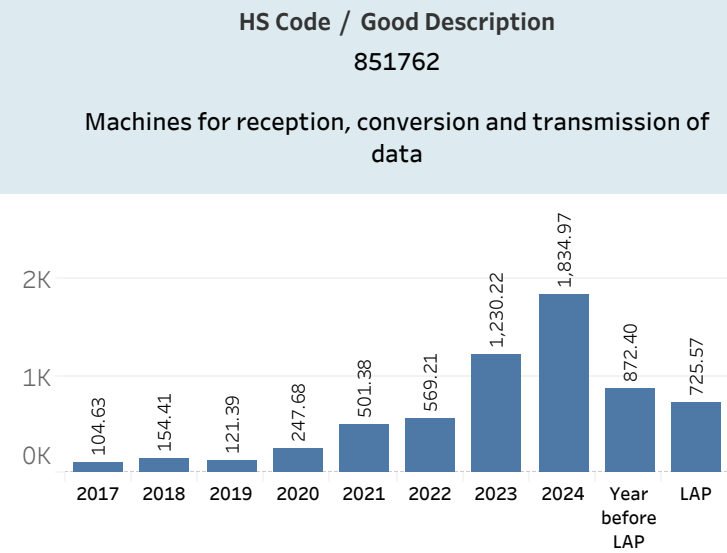 HS Code / Good Description
851762
Machines for reception, conversion and transmission of
data
2K
1K
0K
104.63
154.41
121.39
247.68
501.38
569.21
1,230.22
1,834.97
872.40
725.57
2017
2018
2019
2020
2021
2022
2023
2024
Year
before
LAP
LAP